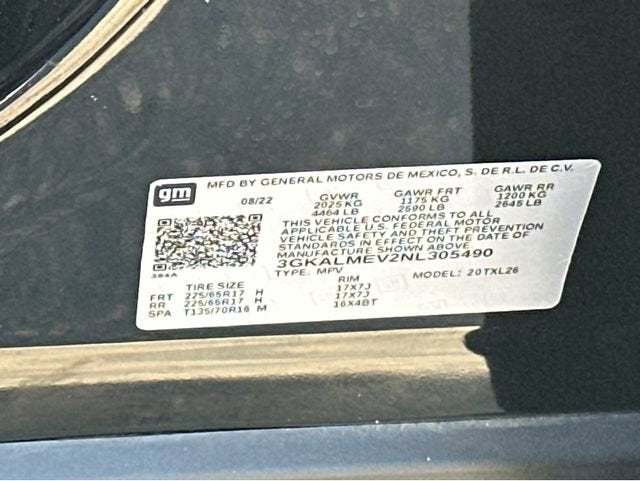 gm
MFD BY GENERAL MOTORS DE MEXICO, S. DE R.L. DE C.V.
08/22 GVWR GAWR FRT GAWR RR
2025 KG 1175 KG 1200 KG
4464 LB 2590 LB 2645 LB
THIS VEHICLE CONFORMS TO ALL
APPLICABLE U.S. FEDERAL MOTOR
VEHICLE SAFETY AND THEFT PREVENTION
STANDARDS IN EFFECT ON THE DATE OF
MANUFACTURE SHOWN ABOVE
3GKALMEV2NL305490
TYPE: MPV MODEL: 20TXL26
TIRE SIZE RIM
FRT 225/65R17 H 17X7J
RR 225/65R17 H 17X7J
SPA T135/70R16 M 16X4BT